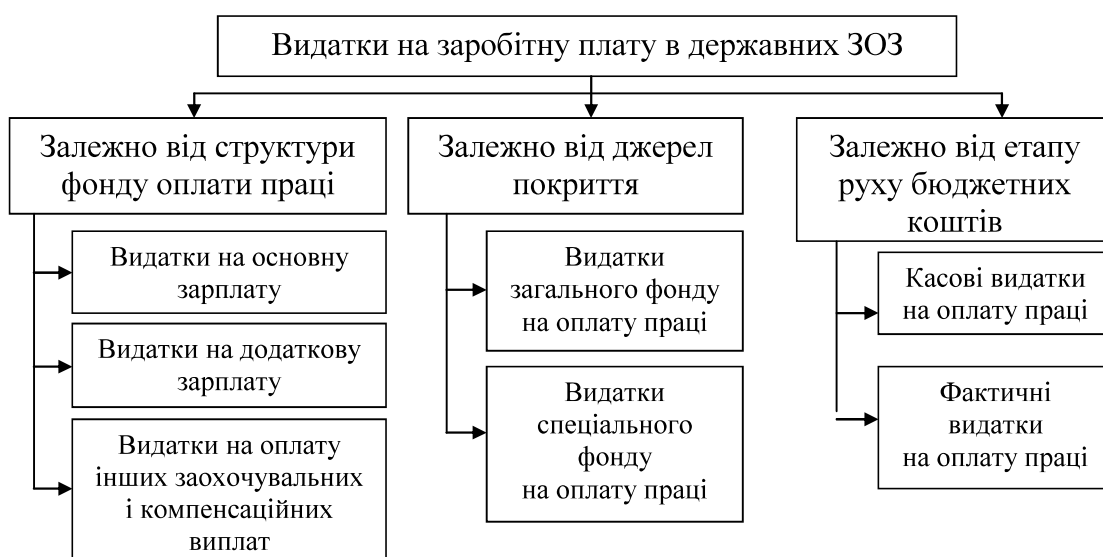 Видатки на заробітну плату в державних ЗОЗ
Залежно від структури
фонду оплати праці
Видатки на основну
зарплату
Видатки на додаткову
зарплату
Видатки на оплату
інших заохочувальних
і компенсаційних
виплат
Залежно від джерел
покриття
Видатки
загального фонду
на оплату праці
Видатки
спеціального
фонду
на оплату праці
Залежно від етапу
руху бюджетних
коштів
Касові видатки
на оплату праці
Фактичні
видатки
на оплату праці